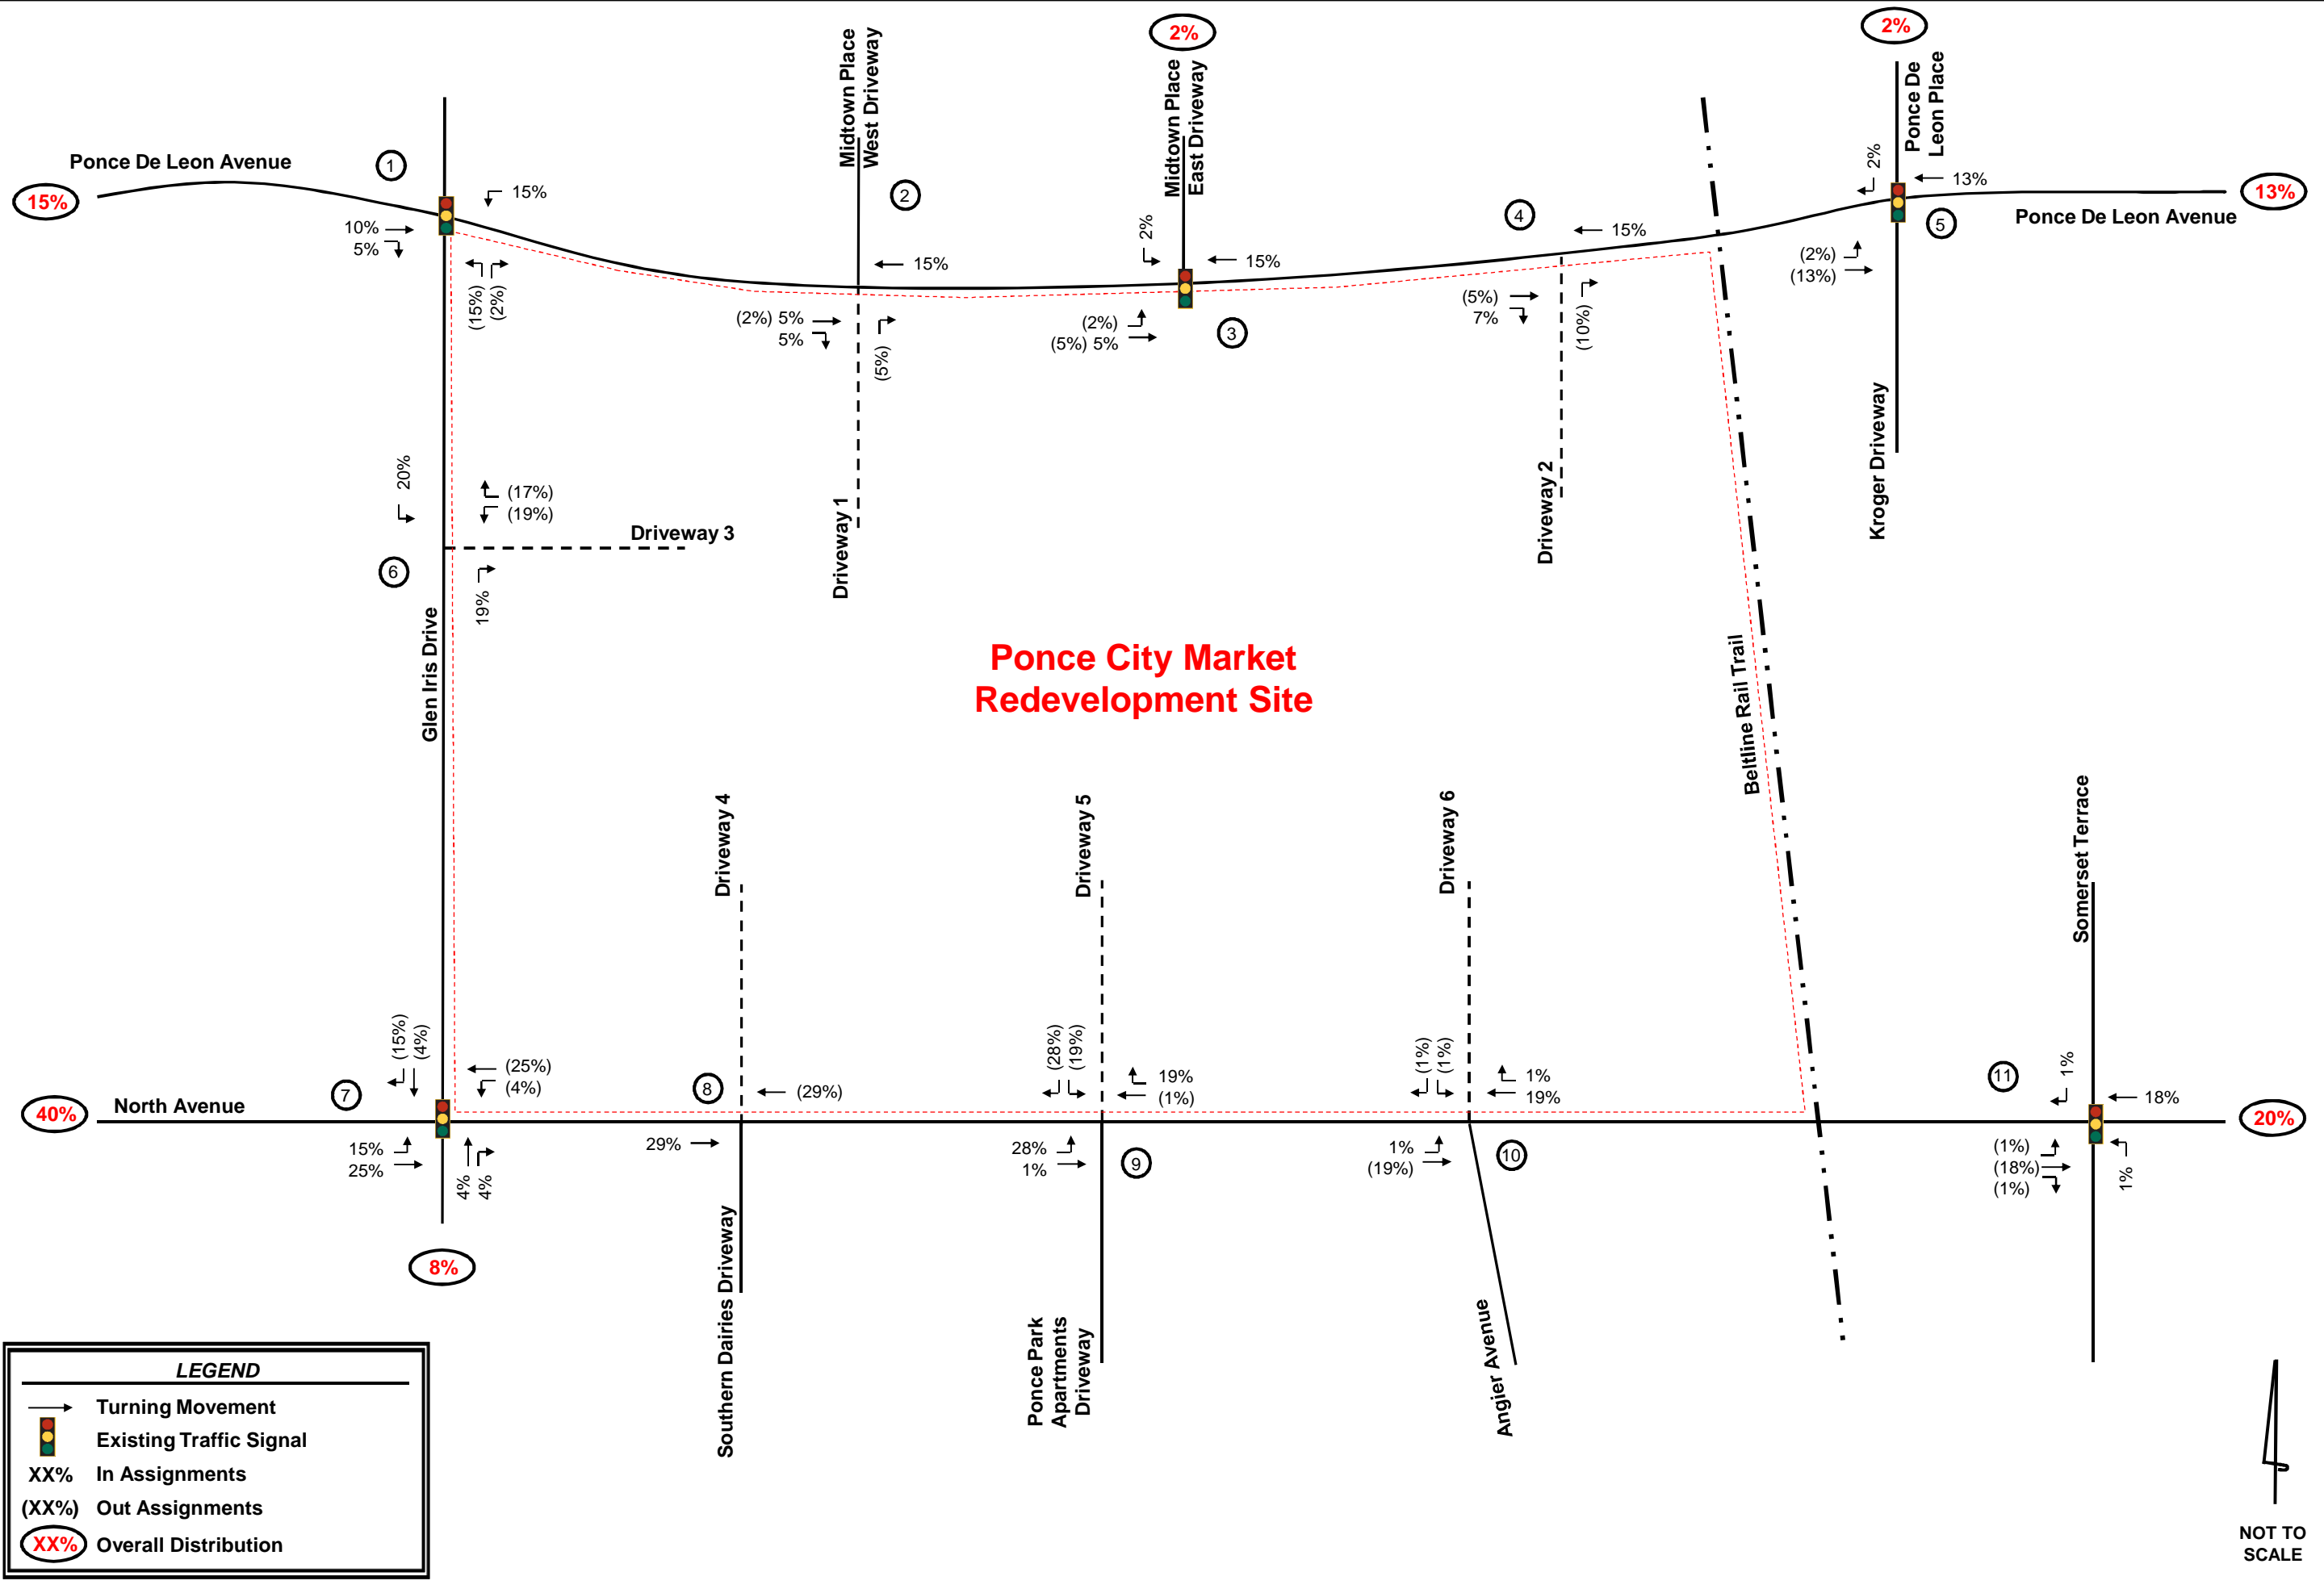 2%
2%
Midtown Place
West Driveway
Midtown Place
East Driveway
Ponce De
Leon Place
Ponce De Leon Avenue
1
15%
15%
10%
5%
(15%)
(2%)
2
15%
(2%) 5%
5%
(5%)
2%
15%
(2%)
(5%) 5%
3
4
15%
(5%)
7%
(10%)
2%
13%
13%
5
Ponce De Leon Avenue
(2%)
(13%)
Kroger Driveway
Driveway 1
Driveway 2
20%
(17%)
(19%)
Driveway 3
6
19%
Glen Iris Drive
Ponce City Market
Redevelopment Site
Beltline Rail Trail
Driveway 4
Driveway 5
Driveway 6
Somerset Terrace
40%
North Avenue
7
(15%)
(4%)
(25%)
(4%)
15%
25%
4%
4%
8%
8
(29%)
29%
Southern Dairies Driveway
(28%)
(19%)
19%
(1%)
28%
1%
9
Ponce Park
Apartments
Driveway
(1%)
(1%)
1%
19%
1%
(19%)
10
Angier Avenue
11
1%
18%
20%
(1%)
(18%)
(1%)
1%
LEGEND
Turning Movement
Existing Traffic Signal
XX% In Assignments
(XX%) Out Assignments
XX% Overall Distribution
NOT TO
SCALE